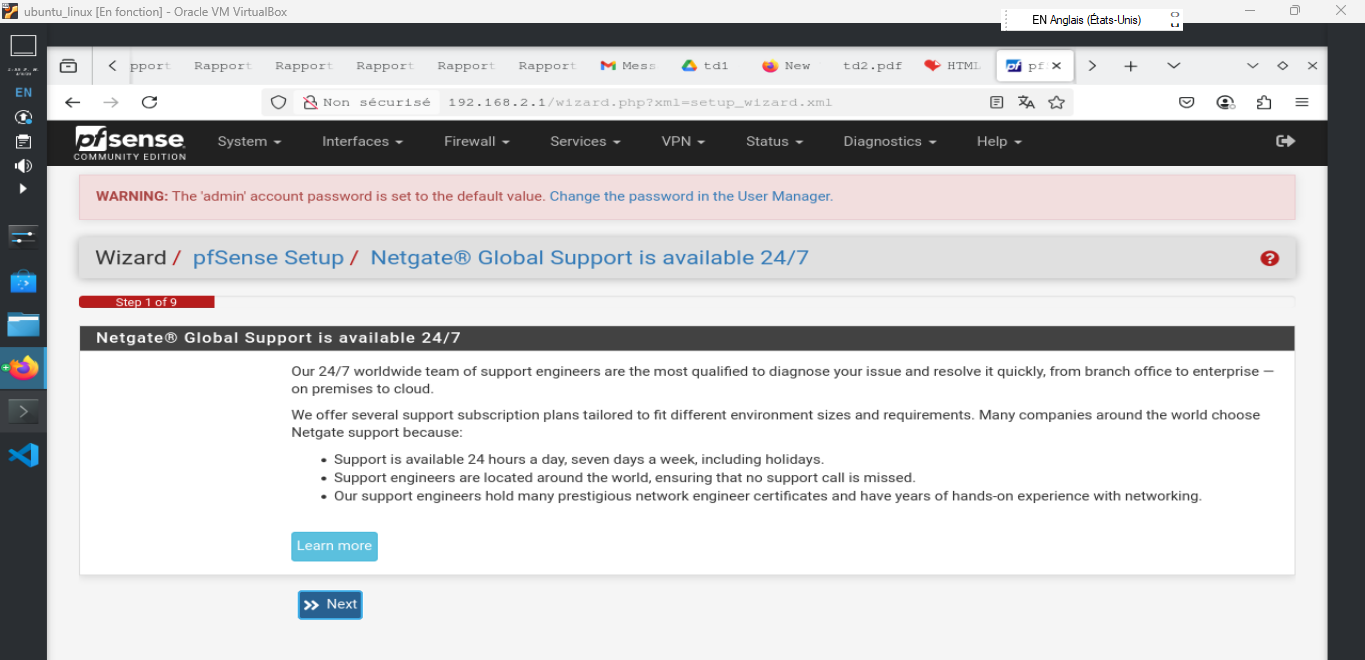 ubuntu_linux [En fonction] - Oracle VM VirtualBox
EN Anglais (États-Unis)
pport Rapport Rapport Rapport Rapport Rapport Mess td1 New td2.pdf HTML pf
EN
Non sécurisé 192.168.2.1/wizard.php?xml=setup_wizard.xml
pfsense COMMUNITY EDITION System Interfaces Firewall Services VPN Status Diagnostics Help
WARNING: The 'admin' account password is set to the default value. Change the password in the User Manager.
Wizard / pfSense Setup / Netgate® Global Support is available 24/7
Step 1 of 9
Netgate® Global Support is available 24/7
Our 24/7 worldwide team of support engineers are the most qualified to diagnose your issue and resolve it quickly, from branch office to enterprise —
on premises to cloud.
We offer several support subscription plans tailored to fit different environment sizes and requirements. Many companies around the world choose
Netgate support because:
• Support is available 24 hours a day, seven days a week, including holidays.
• Support engineers are located around the world, ensuring that no support call is missed.
• Our support engineers hold many prestigious network engineer certificates and have years of hands-on experience with networking.
Learn more
Next